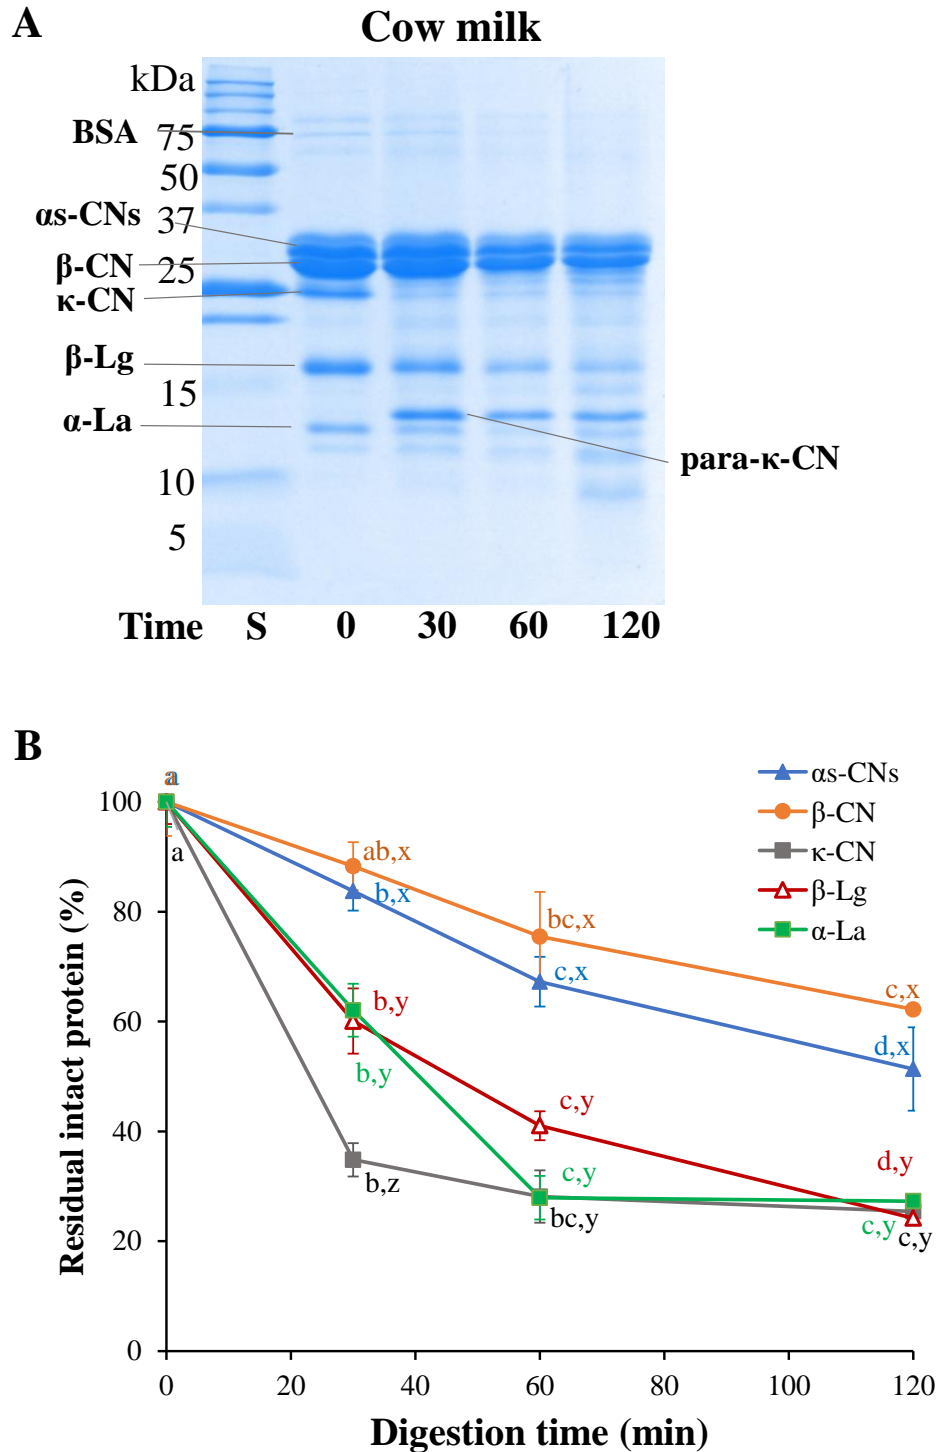 A
Cow milk
kDa
BSA
75
50
αs-CNs
37
β-CN
25
κ-CN
β-Lg
15
α-La
para-κ-CN
10
5
Time S 0 30 60 120
B
αs-CNs
β-CN
κ-CN
β-Lg
α-La
Residual intact protein (%)
100
80
60
40
20
0
a
a
a
ab,x
b,x
bc,x
c,x
c,x
d,x
b,y
b,y
c,y
d,y
c,y
b,z
bc,y
c,y
c,y
0 20 40 60 80 100 120
Digestion time (min)